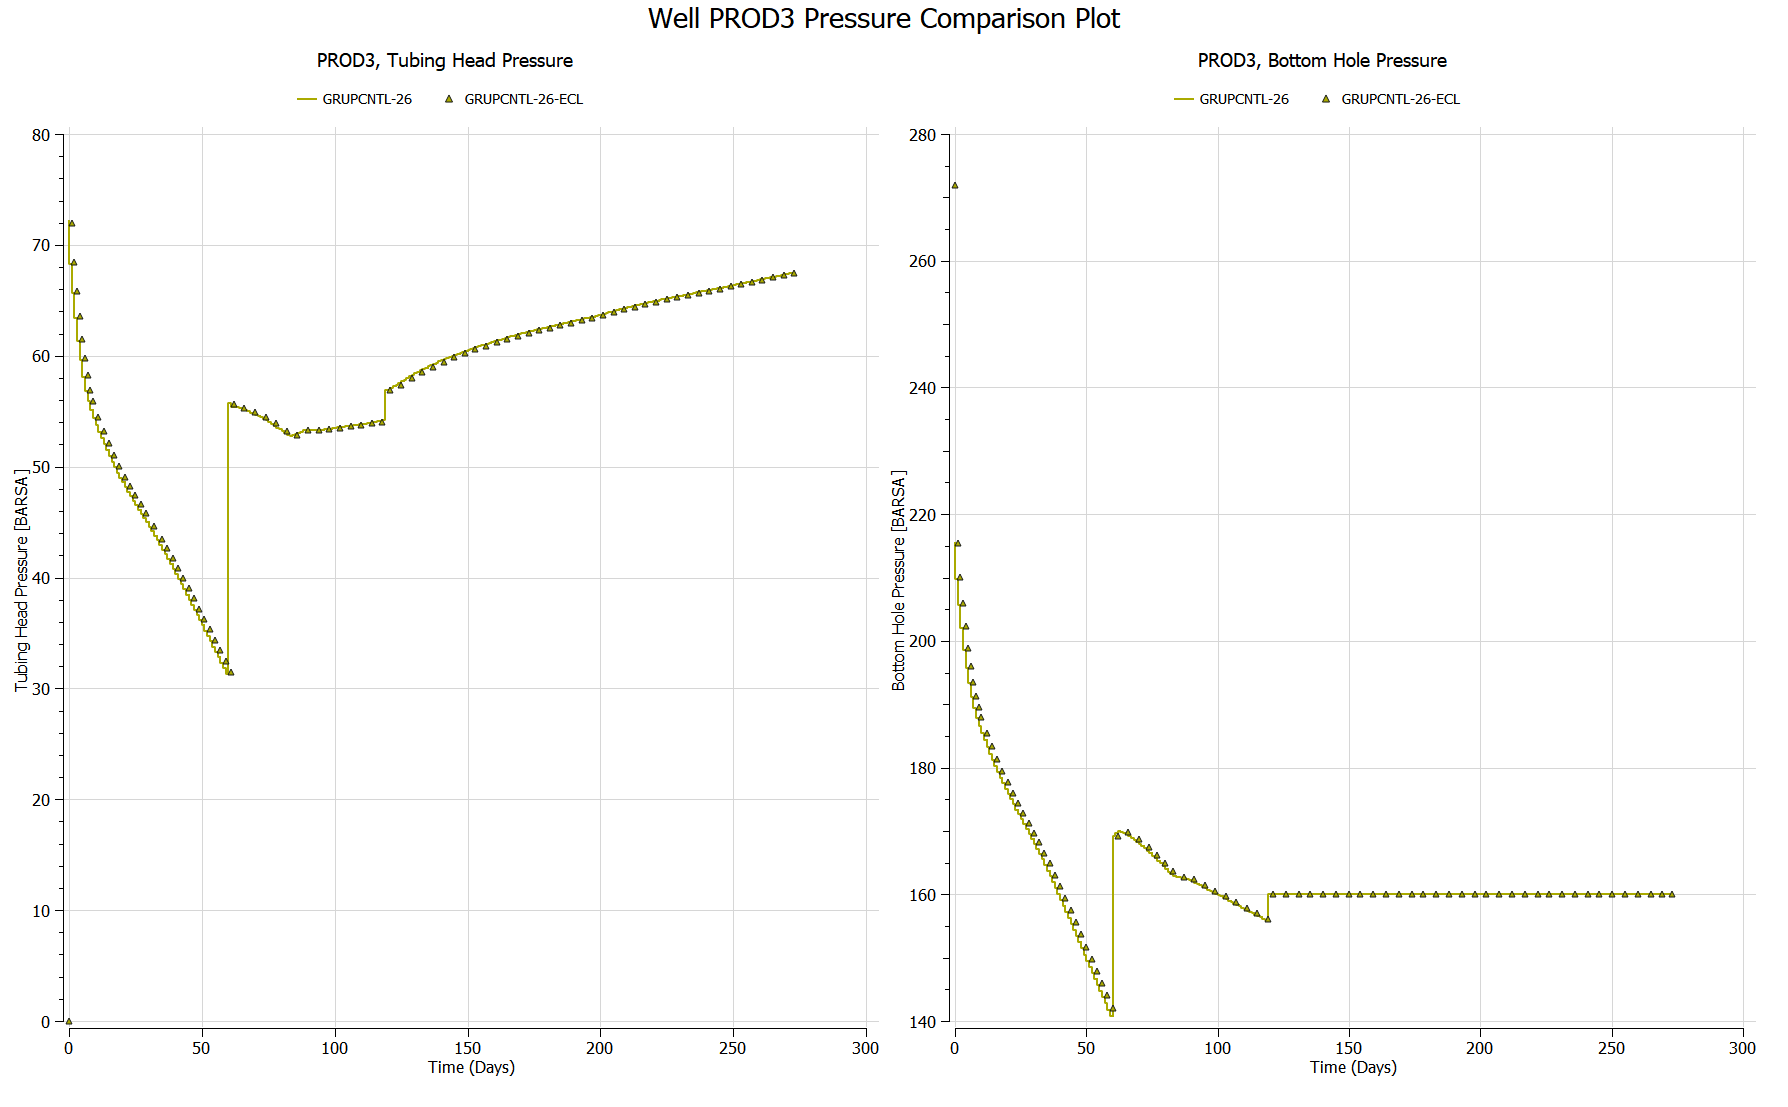 Well PROD3 Pressure Comparison Plot
PROD3, Tubing Head Pressure
GRUPCNTL-26 GRUPCNTL-26-ECL
80
70
60
50
40
30
20
10
0
Tubing Head Pressure [BARSA]
0 50 100 150 200 250 300
Time (Days)
PROD3, Bottom Hole Pressure
GRUPCNTL-26 GRUPCNTL-26-ECL
280
260
240
220
200
180
160
140
Bottom Hole Pressure [BARSA]
0 50 100 150 200 250 300
Time (Days)